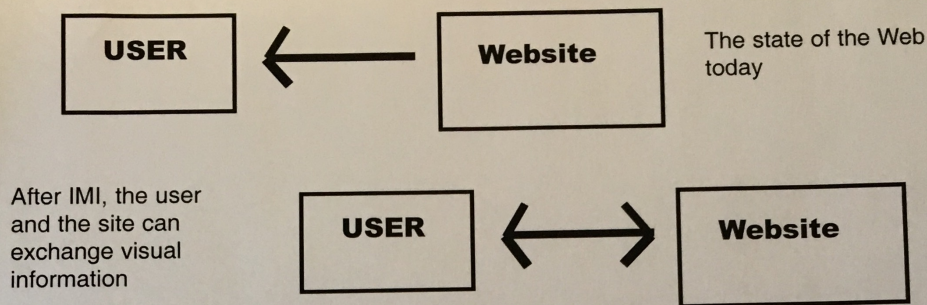 USER
Website
The state of the Web
today
After IMI, the user
and the site can
exchange visual
information
USER
Website